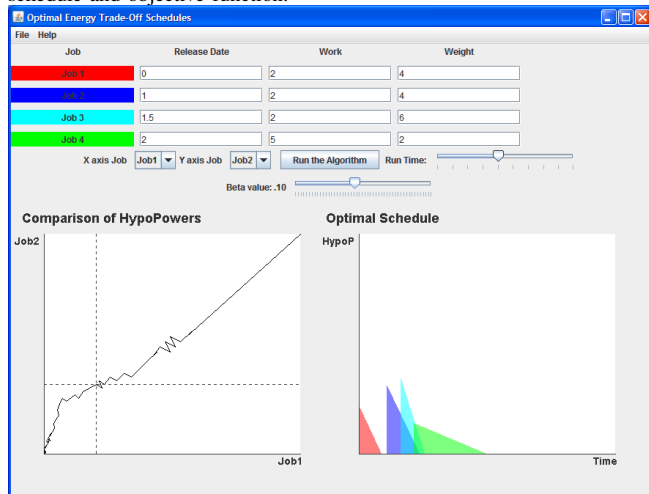 schedule and objective function.
Optimal Energy Trade-Off Schedules
File Help
Job Release Date Work Weight
Job 1 0 2 4
Job 2 1 2 4
Job 3 1.5 2 6
Job 4 2 5 2
X axis Job Job1 Y axis Job Job2 Run the Algorithm Run Time:
Beta value: .10
Comparison of HypoPowers Optimal Schedule
Job2 HypoP
Job1 Time